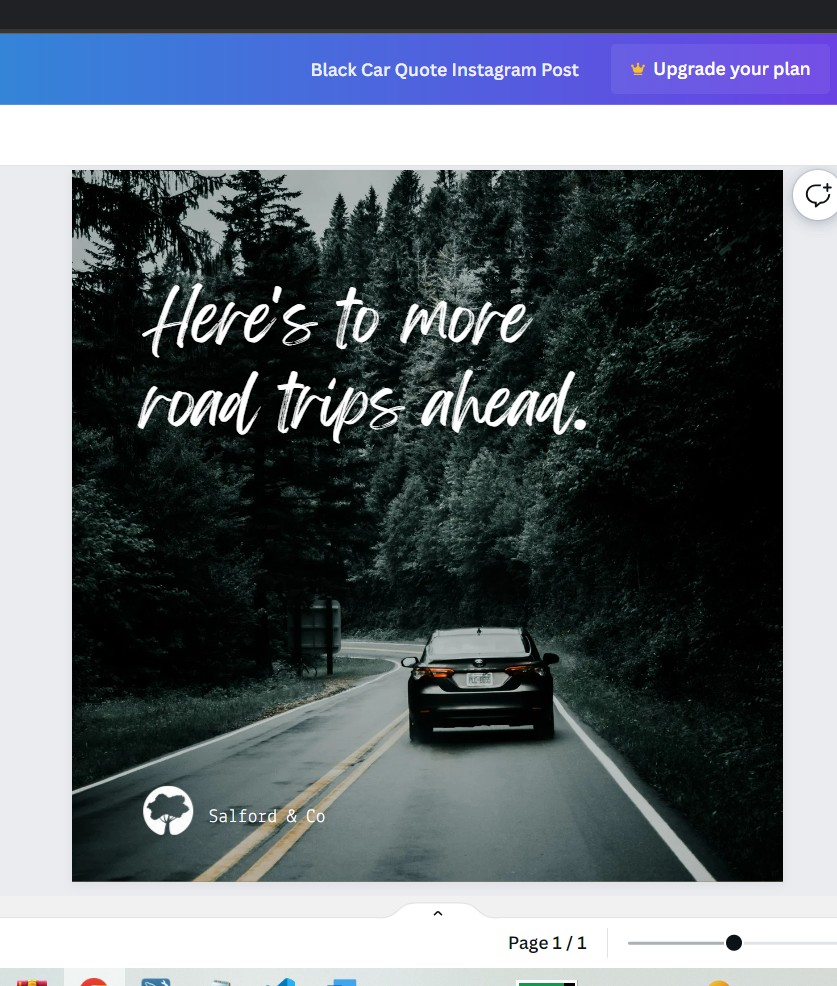 Black Car Quote Instagram Post
Upgrade your plan
Here's to more
road trips ahead.
Salford & Co
Page 1 / 1